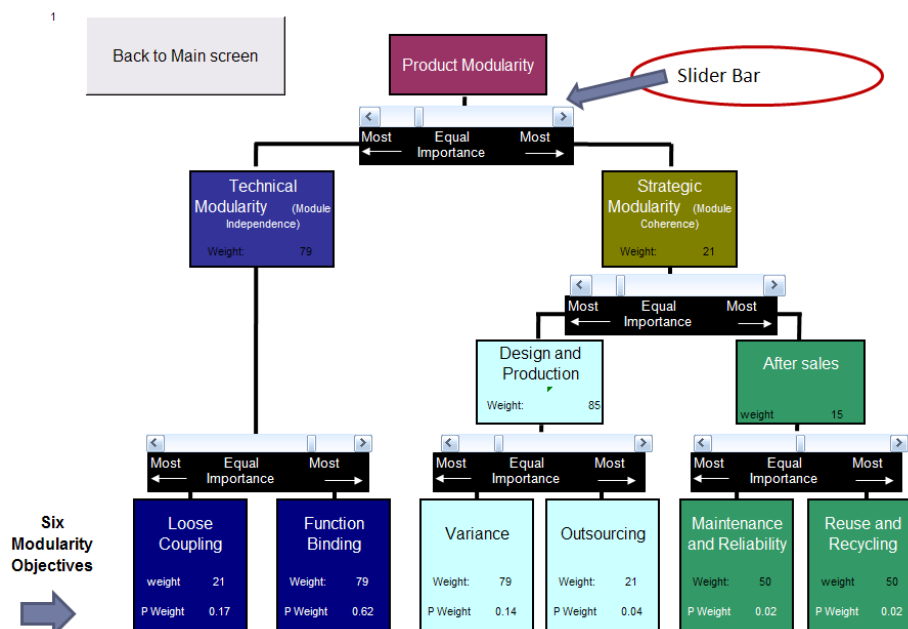 1
Back to Main screen
Product Modularity
Slider Bar
Most Equal Most
Importance
Technical
Modularity (Module
Independence)
Weight: 79
Strategic
Modularity (Module
Coherence)
Weight: 21
Most Equal Most
Importance
Design and
Production
Weight: 85
After sales
weight 15
Most Equal Most
Importance
Most Equal Most
Importance
Most Equal Most
Importance
Six
Modularity
Objectives
Loose
Coupling
weight 21
P Weight 0.17
Function
Binding
Weight: 79
P Weight 0.62
Variance
Weight: 79
P Weight 0.14
Outsourcing
Weight: 21
P Weight 0.04
Maintenance
and Reliability
Weight: 50
P Weight 0.02
Reuse and
Recycling
weight 50
P Weight 0.02